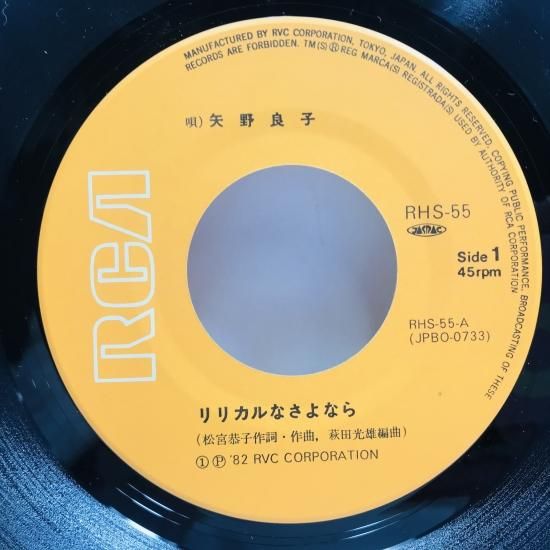 MANUFACTURED BY RVC CORPORATION, TOKYO, JAPAN. ALL RIGHTS RESERVED, COPYING PUBLIC PERFORMANCE, BROADCASTING OF THESE
RECORDS ARE FORBIDDEN. TM(S) ® REG MARCA(S) REGISTRADA(S) USED BY AUTHORITY OF RCA CORPORATION
唄) 矢野良子
RCA
RHS-55
JASRAC
Side 1
45rpm
RHS-55-A
(JPBO-0733)
リリカルなさよなら
(松宮恭子作詞・作曲, 萩田光雄編曲)
① Ⓟ '82 RVC CORPORATION